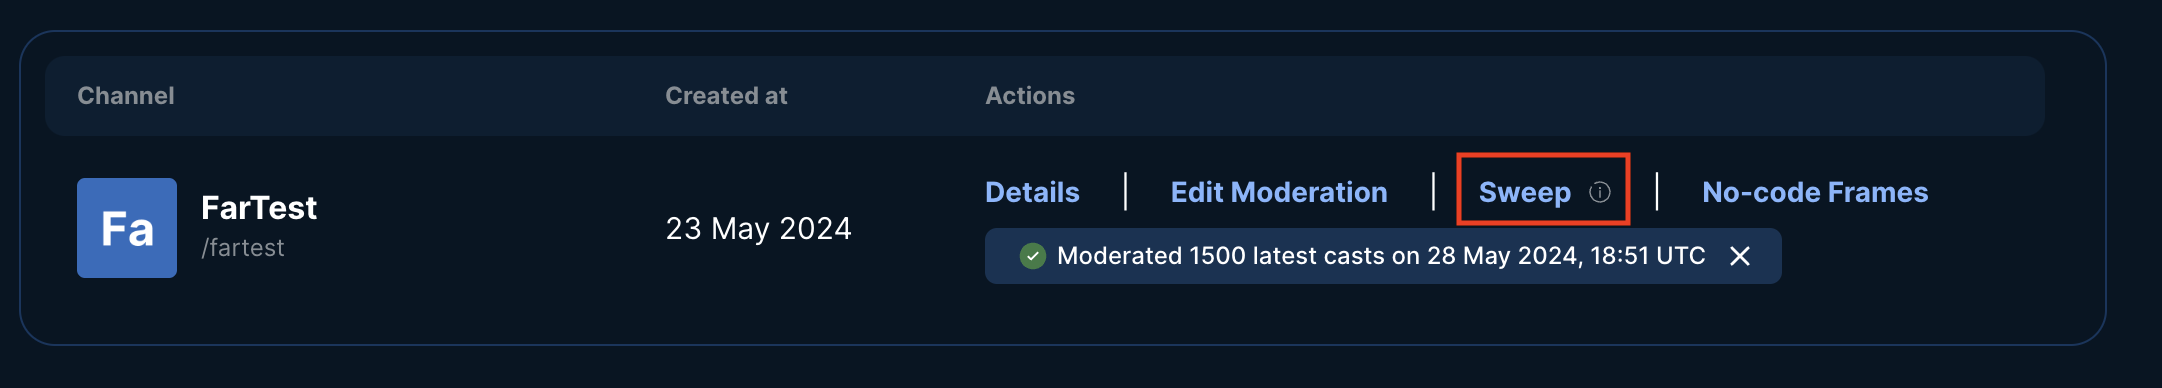 Channel Created at Actions
Fa
FarTest
/fartest
23 May 2024
Details | Edit Moderation | Sweep | No-code Frames
Moderated 1500 latest casts on 28 May 2024, 18:51 UTC